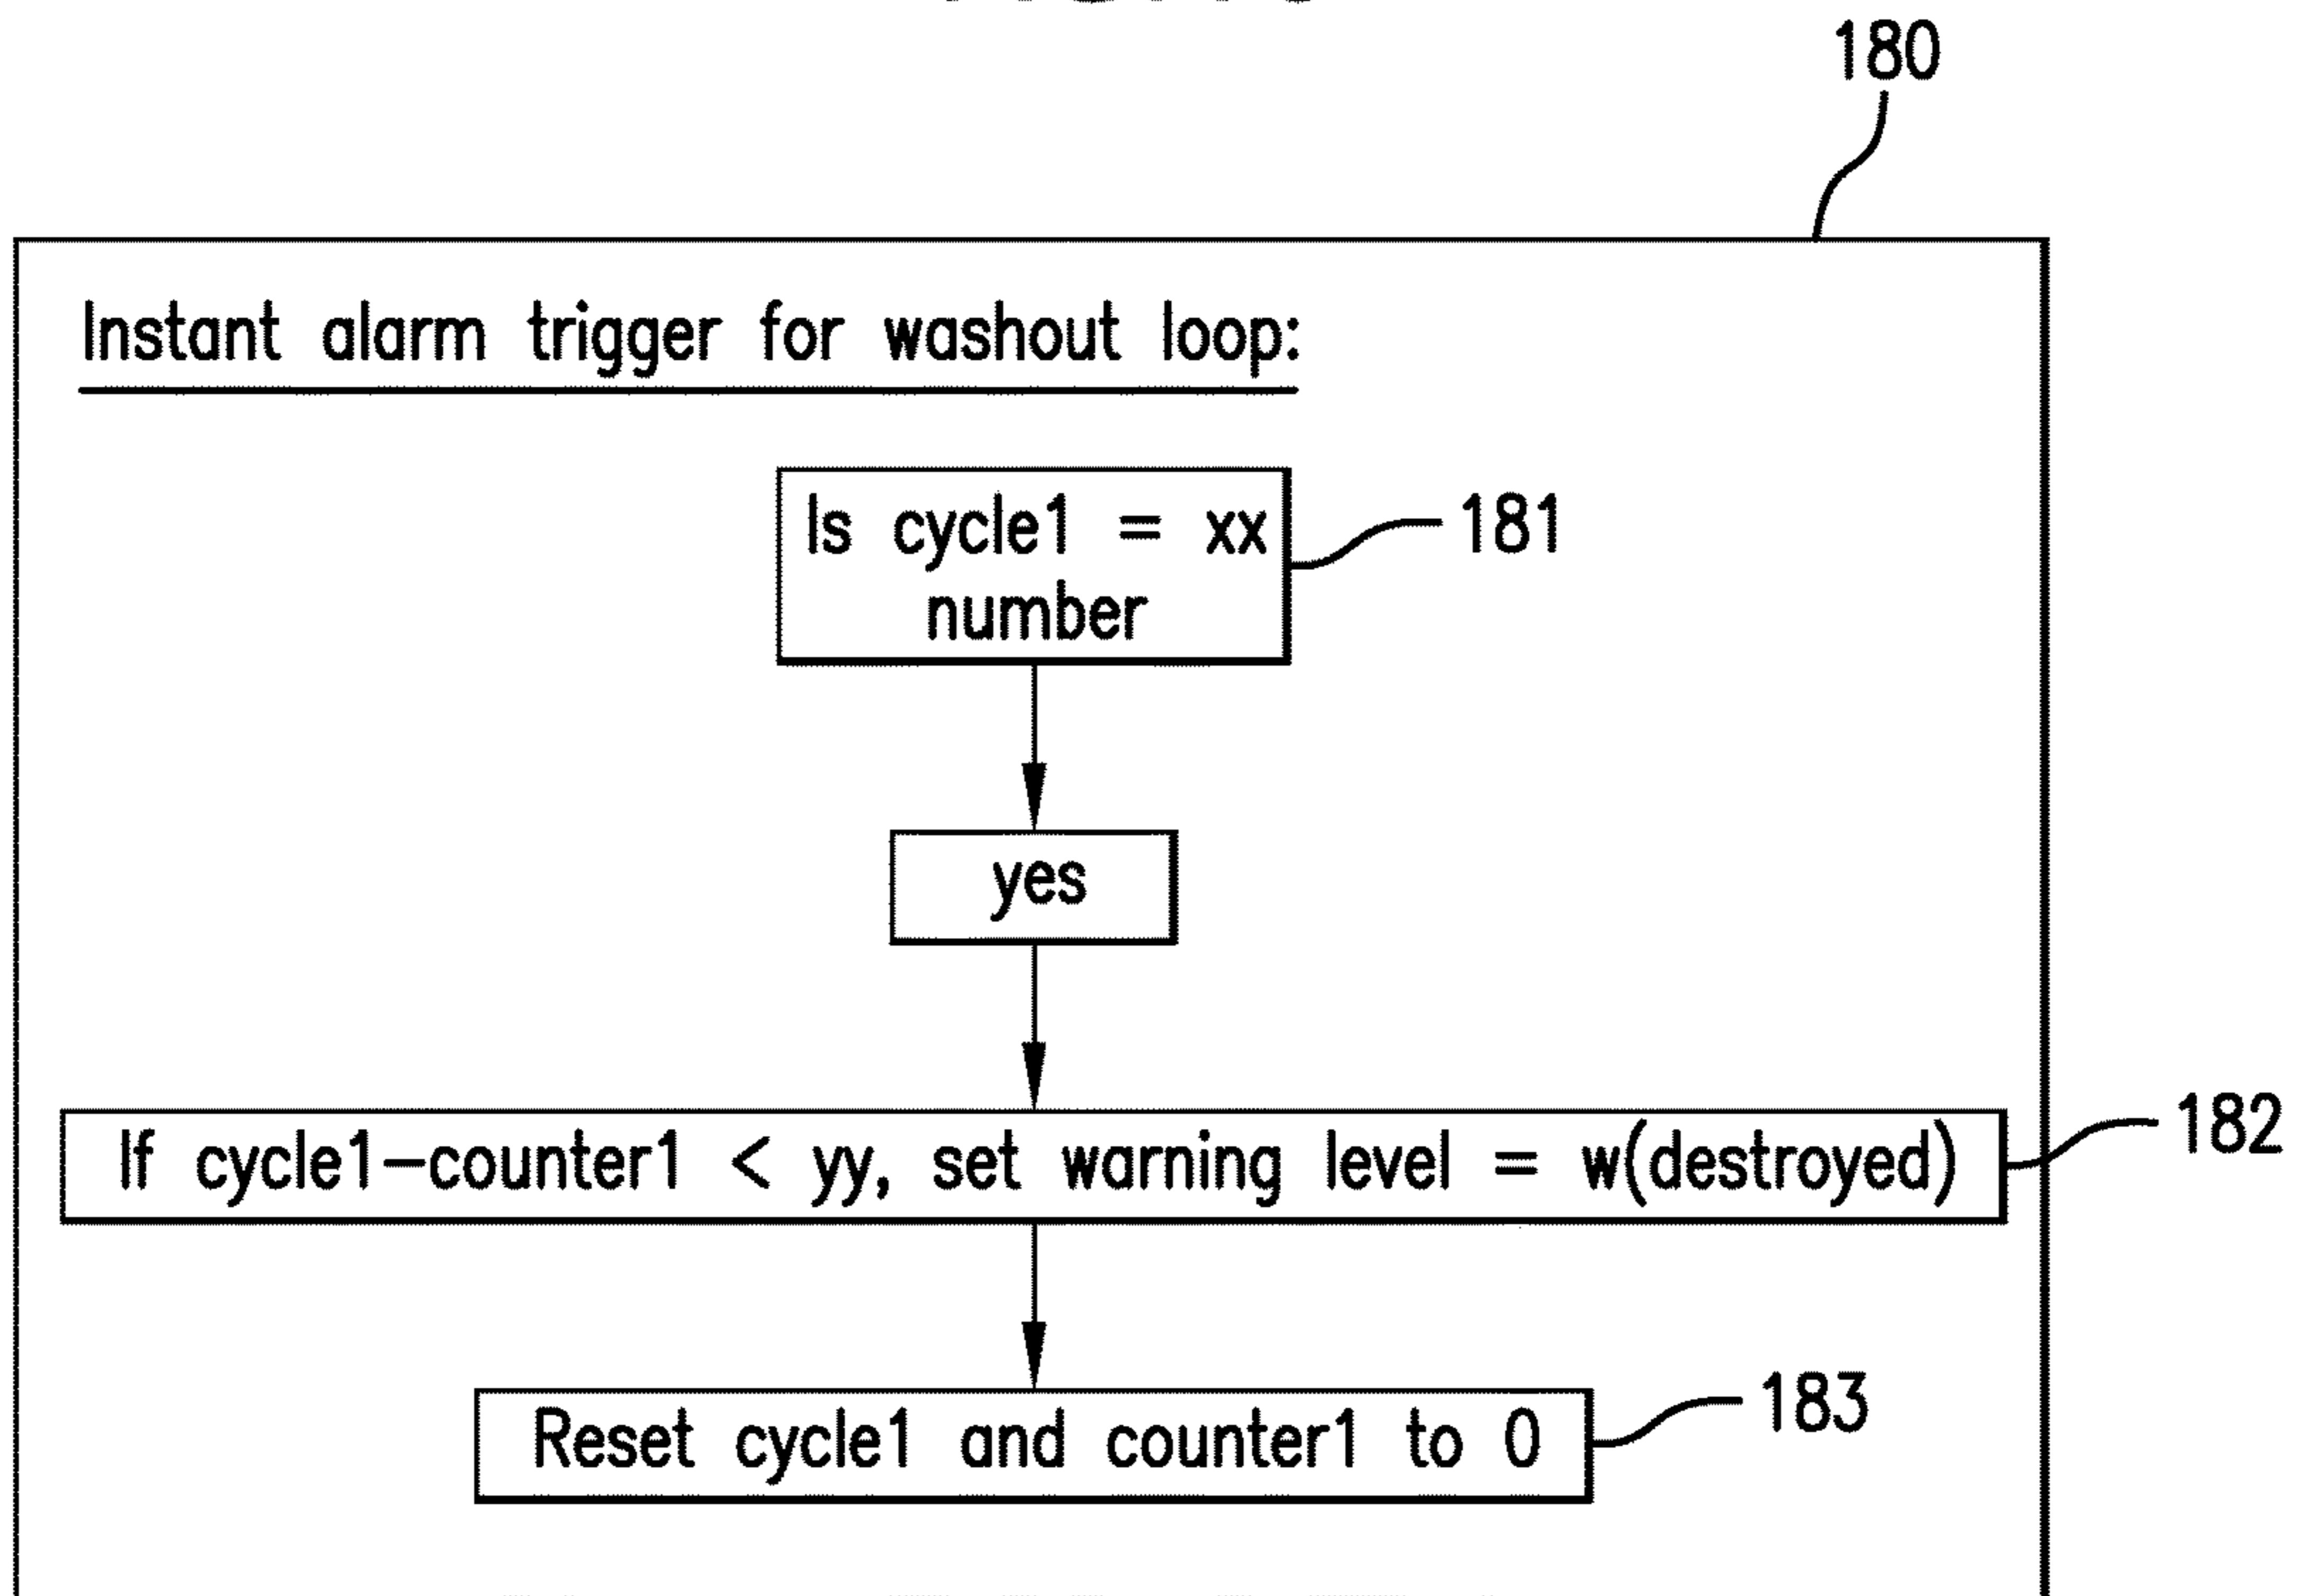 180
Instant alarm trigger for washout loop:
Is cycle1 = xx
number
181
yes
If cycle1-counter1 < yy, set warning level = w(destroyed)
182
Reset cycle1 and counter1 to 0
183